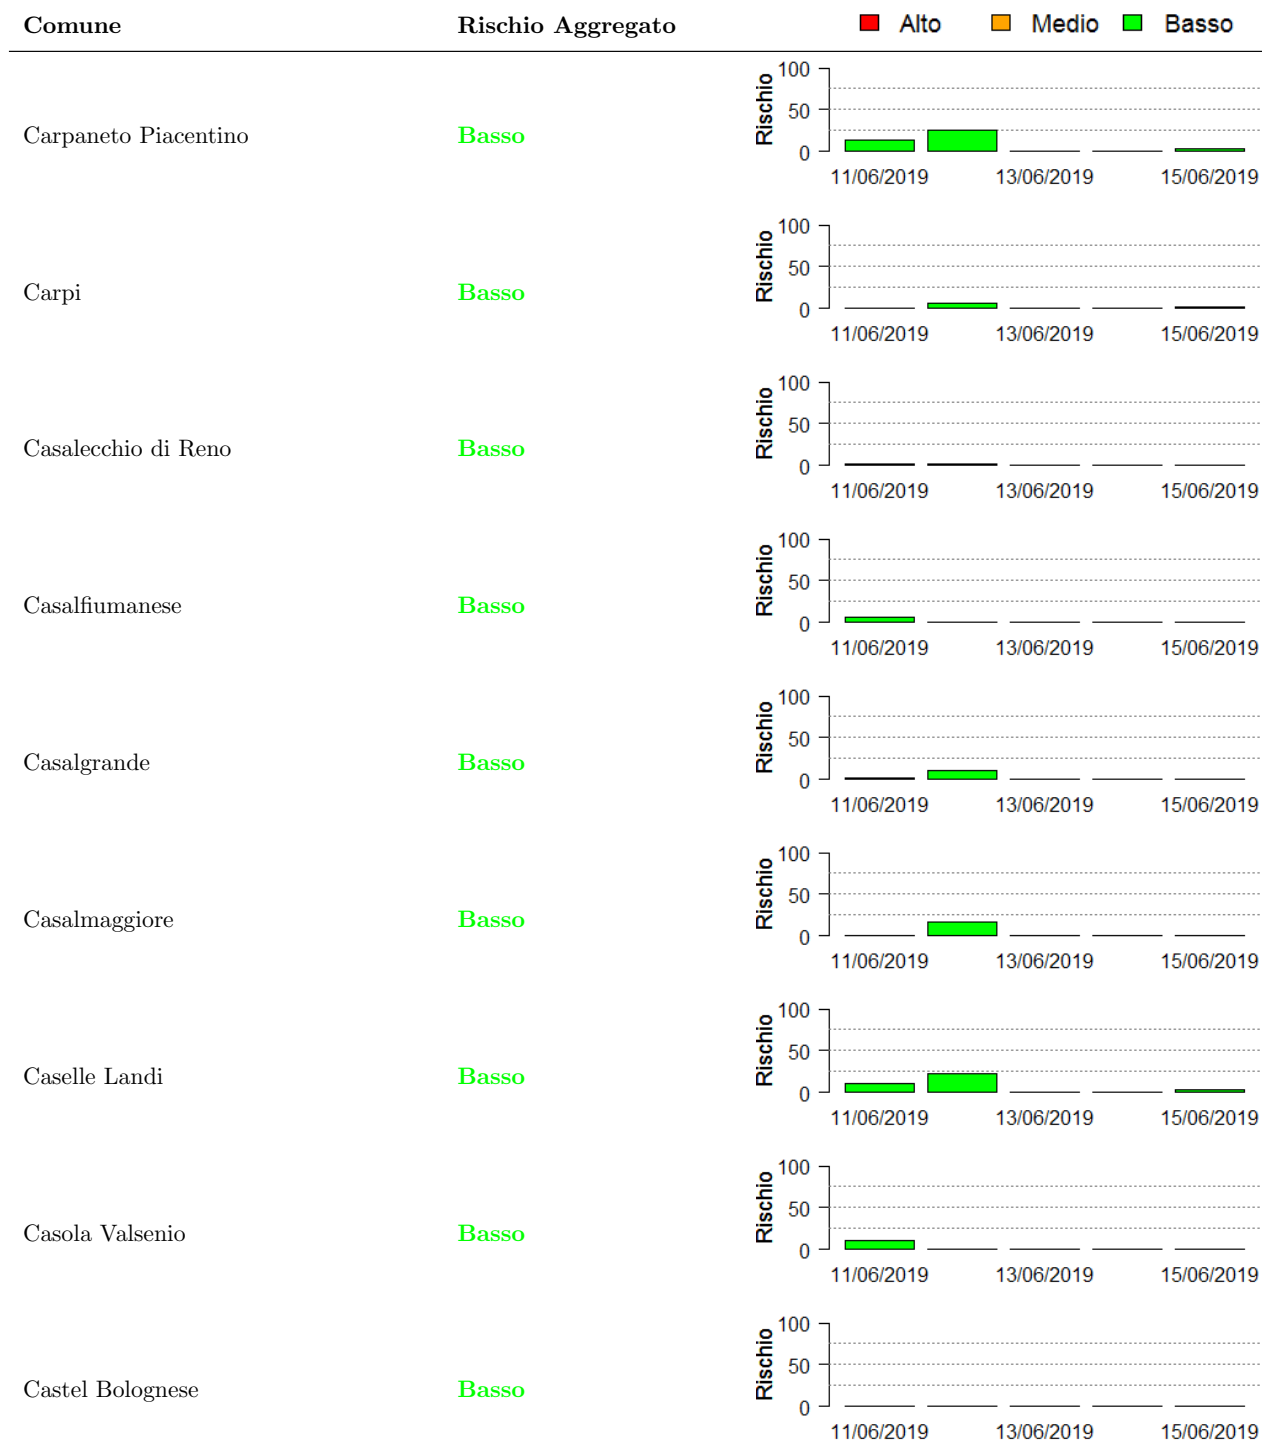 Comune Rischio Aggregato Alto Medio Basso
Carpaneto Piacentino Basso
Rischio
100
50
0
11/06/2019 13/06/2019 15/06/2019
Carpi Basso
Rischio
100
50
0
11/06/2019 13/06/2019 15/06/2019
Casalecchio di Reno Basso
Rischio
100
50
0
11/06/2019 13/06/2019 15/06/2019
Casalfiumanese Basso
Rischio
100
50
0
11/06/2019 13/06/2019 15/06/2019
Casalgrande Basso
Rischio
100
50
0
11/06/2019 13/06/2019 15/06/2019
Casalmaggiore Basso
Rischio
100
50
0
11/06/2019 13/06/2019 15/06/2019
Caselle Landi Basso
Rischio
100
50
0
11/06/2019 13/06/2019 15/06/2019
Casola Valsenio Basso
Rischio
100
50
0
11/06/2019 13/06/2019 15/06/2019
Castel Bolognese Basso
Rischio
100
50
0
11/06/2019 13/06/2019 15/06/2019